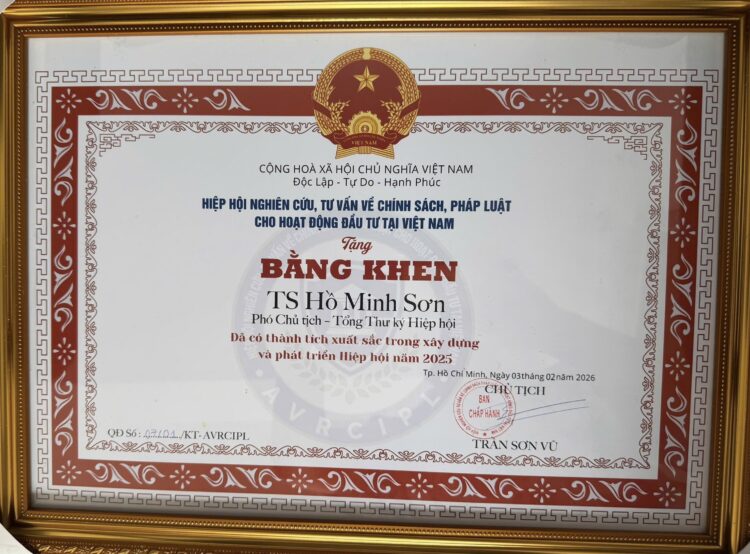 VIỆT NAM
CỘNG HOÀ XÃ HỘI CHỦ NGHĨA VIỆT NAM
Độc Lập - Tự Do - Hạnh Phúc
HIỆP HỘI NGHIÊN CỨU, TƯ VẤN VỀ CHÍNH SÁCH, PHÁP LUẬT
CHO HOẠT ĐỘNG ĐẦU TƯ TẠI VIỆT NAM
Tặng
BẰNG KHEN
TS Hồ Minh Sơn
Phó Chủ tịch - Tổng Thư ký Hiệp hội
Đã có thành tích xuất sắc trong xây dựng
và phát triển Hiệp hội năm 2025
Tp. Hồ Chí Minh, Ngày 03 tháng 02 năm 2026
CHỦ TỊCH
BAN
CHẤP HÀNH
AVRCIPL
QĐ Số: /KT- AVRCIPL
TRẦN SƠN VŨ